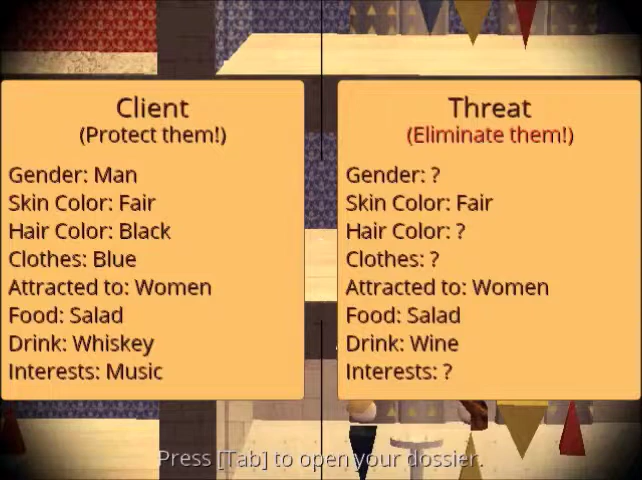 Client
(Protect them!)
Gender: Man
Skin Color: Fair
Hair Color: Black
Clothes: Blue
Attracted to: Women
Food: Salad
Drink: Whiskey
Interests: Music
Threat
(Eliminate them!)
Gender: ?
Skin Color: Fair
Hair Color: ?
Clothes: ?
Attracted to: Women
Food: Salad
Drink: Wine
Interests: ?
Press [Tab] to open your dossier.